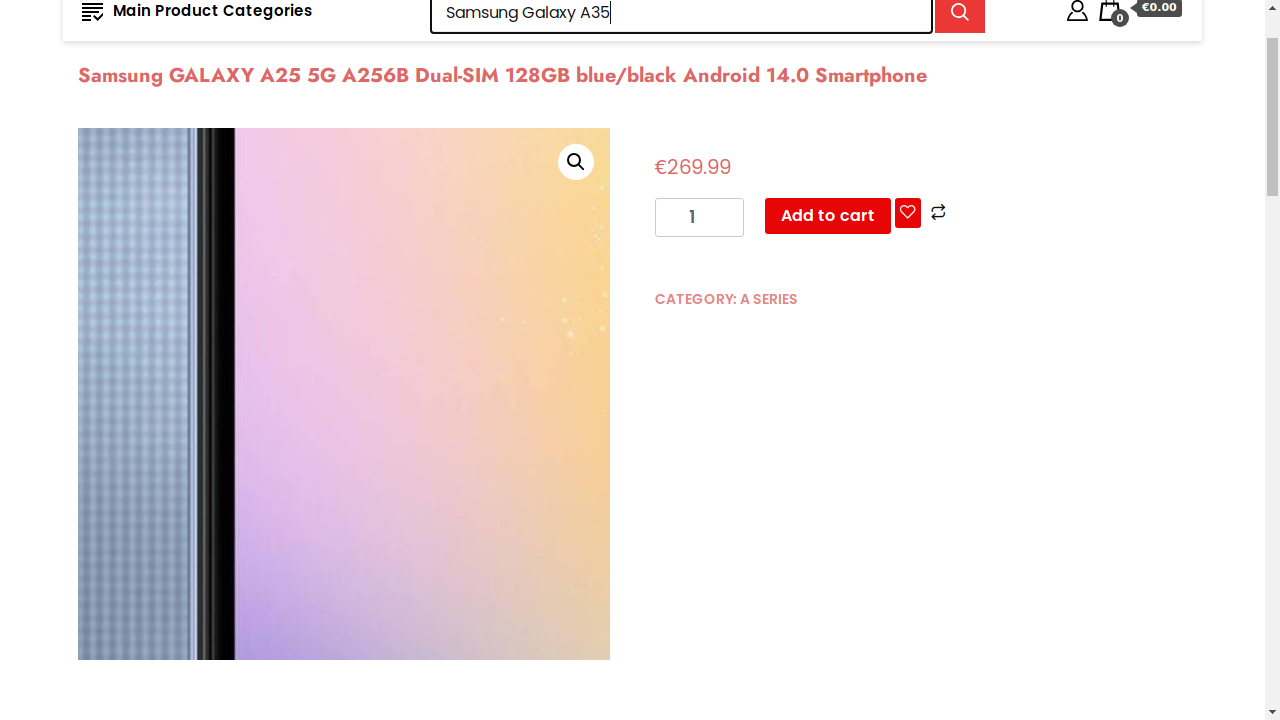 Main Product Categories
Samsung Galaxy A35
€0.00
0
Samsung GALAXY A25 5G A256B Dual-SIM 128GB blue/black Android 14.0 Smartphone
€269.99
1
Add to cart
CATEGORY: A SERIES